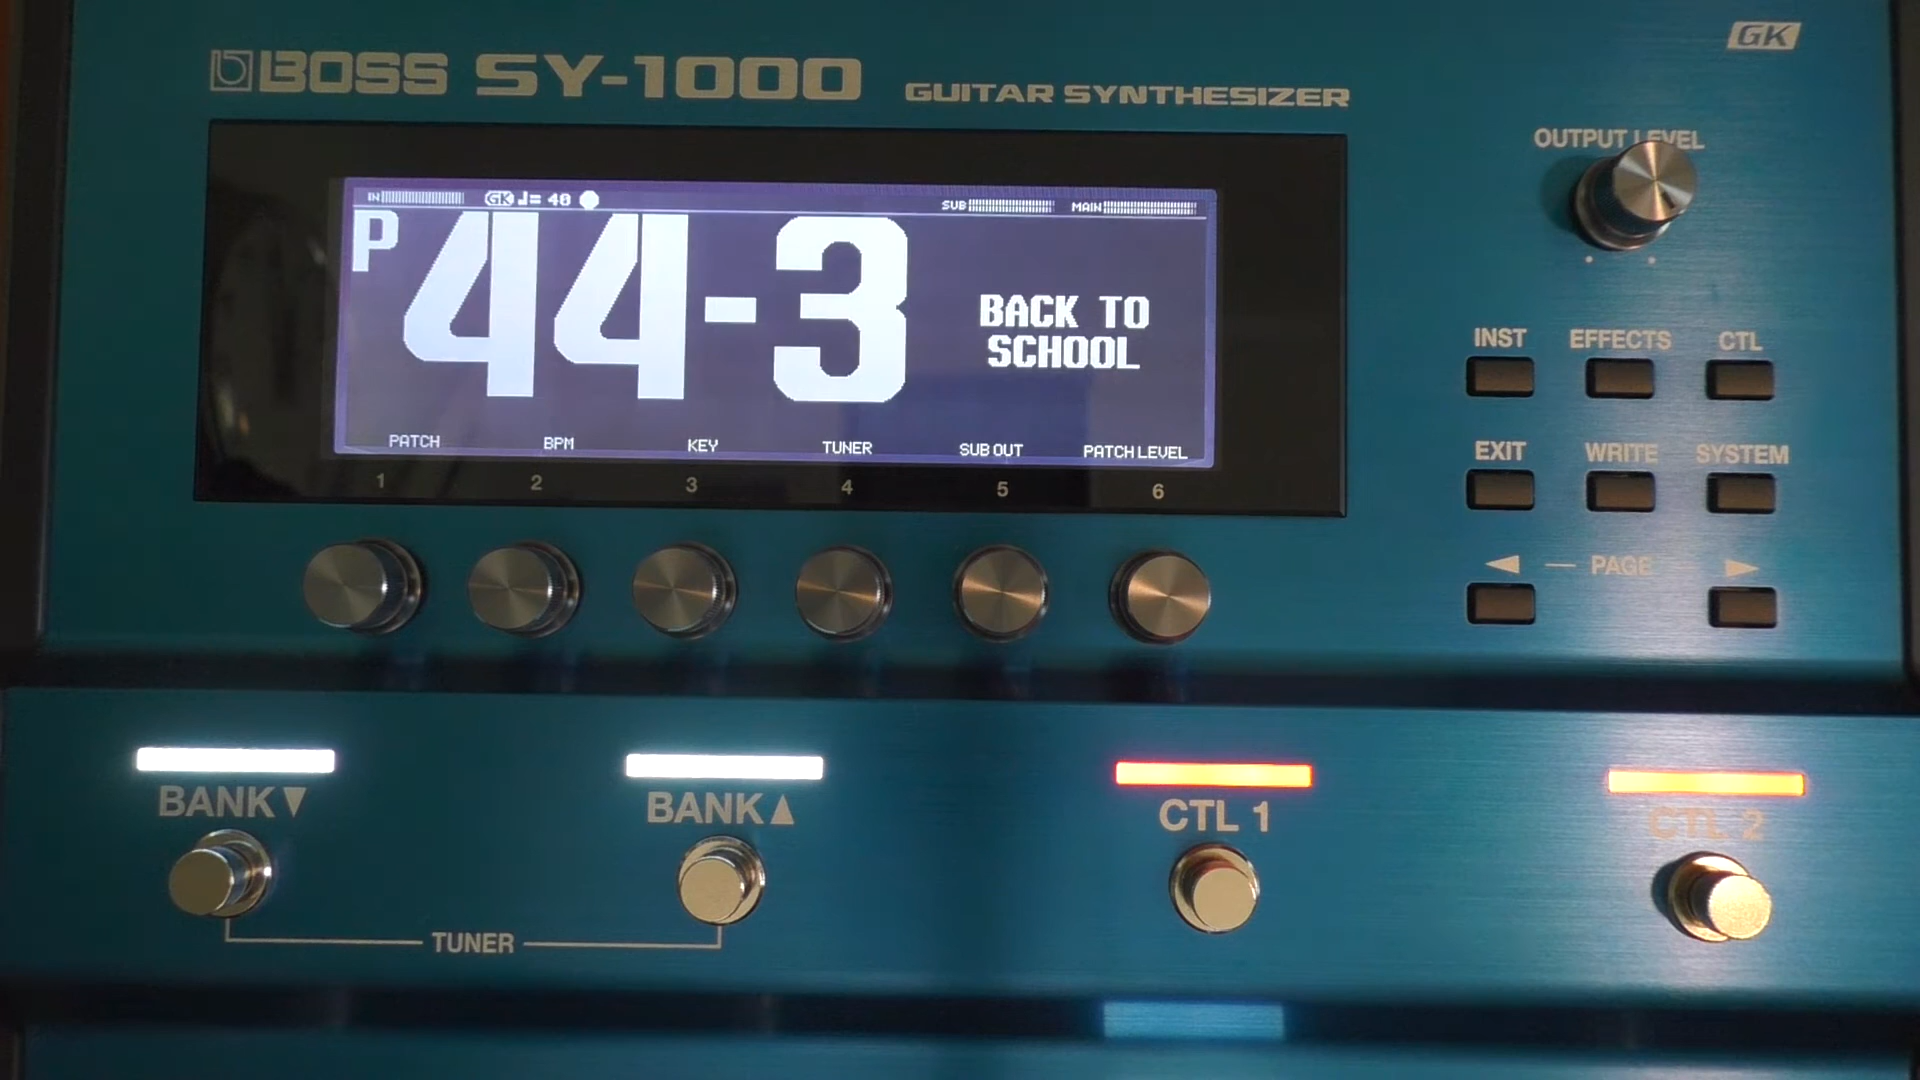 GK
BOSS SY-1000 GUITAR SYNTHESIZER
OUTPUT LEVEL
IN GK ♩= 40 SUB MAIN
P 44-3
BACK TO
SCHOOL
PATCH BPM KEY TUNER SUB OUT PATCH LEVEL
1 2 3 4 5 6
INST EFFECTS CTL
EXIT WRITE SYSTEM
◀ — PAGE — ▶
BANK▼ BANK▲ CTL 1 CTL 2
TUNER